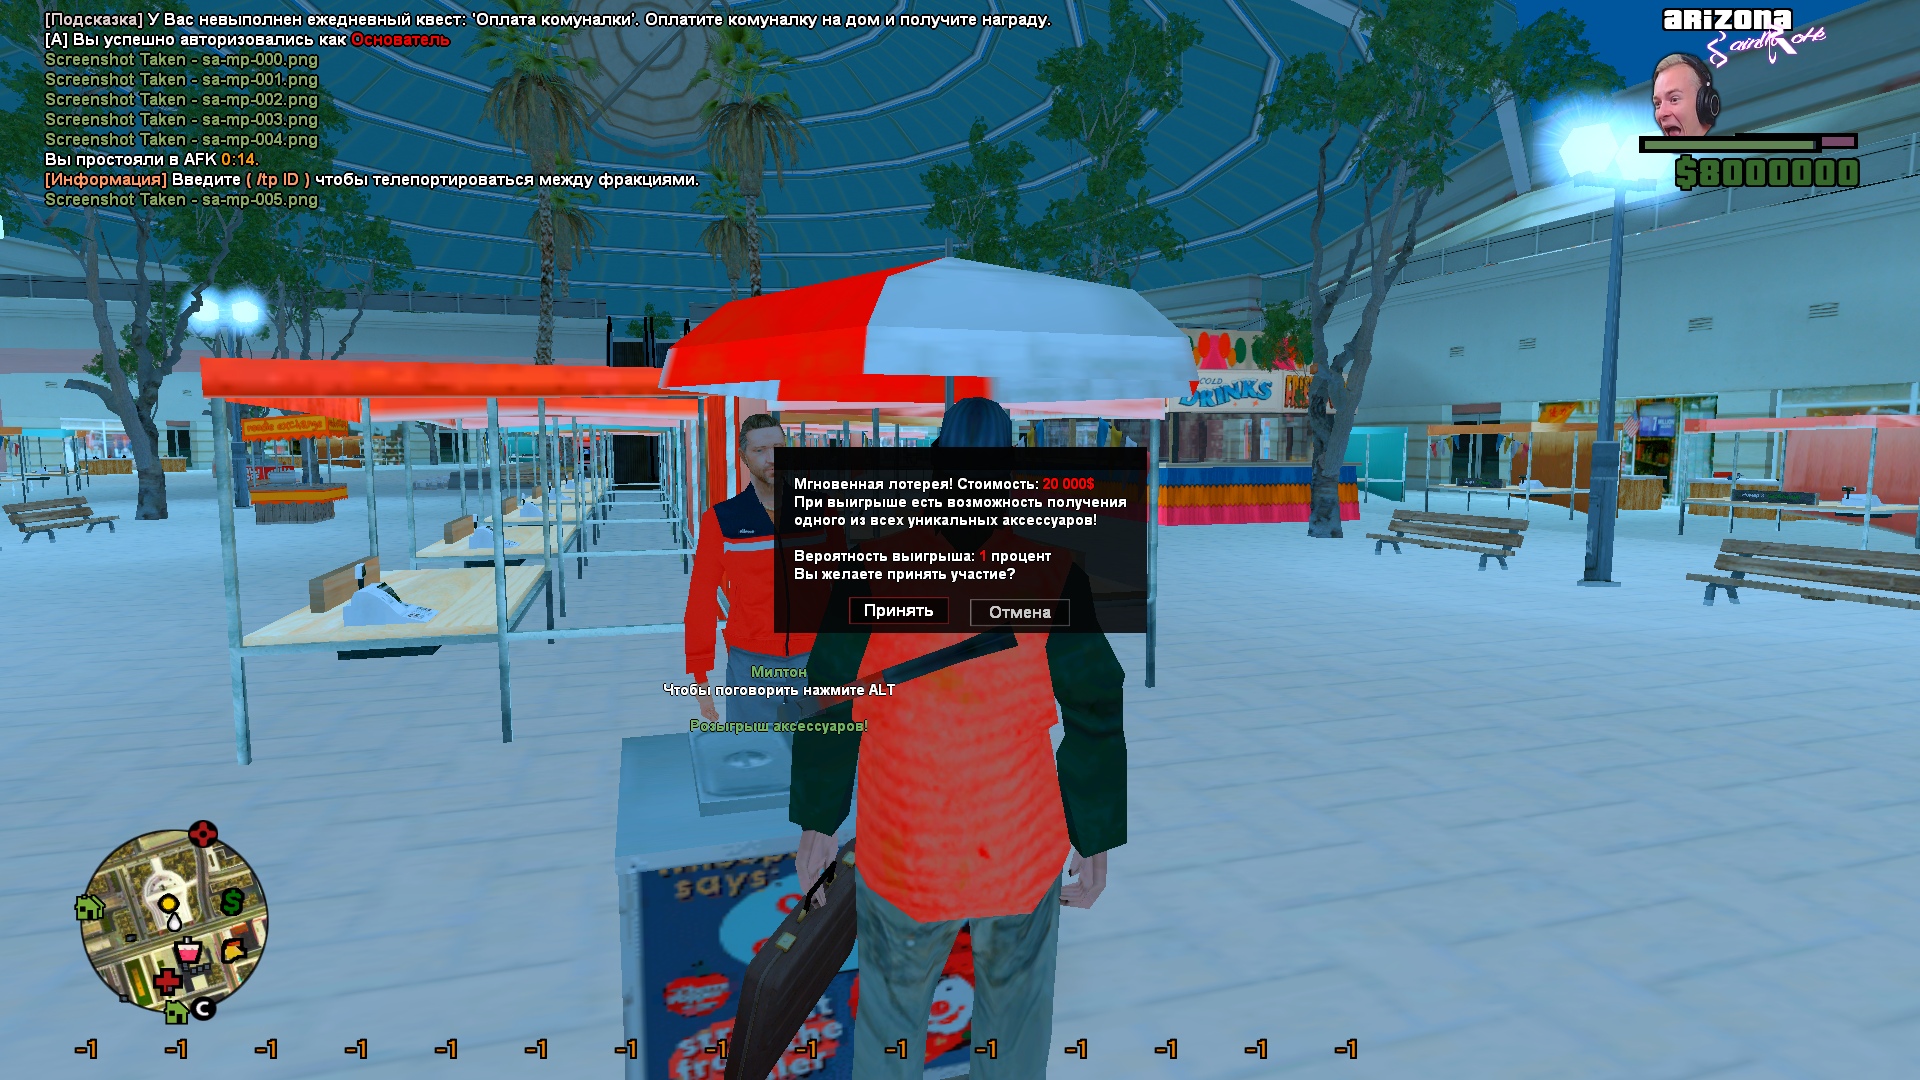 [Подсказка] У Вас невыполнен ежедневный квест: 'Оплата комуналки'. Оплатите комуналку на дом и получите награду.
[A] Вы успешно авторизовались как Основатель
Screenshot Taken - sa-mp-000.png
Screenshot Taken - sa-mp-001.png
Screenshot Taken - sa-mp-002.png
Screenshot Taken - sa-mp-003.png
Screenshot Taken - sa-mp-004.png
Вы простояли в AFK 0:14.
[Информация] Введите ( /tp ID ) чтобы телепортироваться между фракциями.
Screenshot Taken - sa-mp-005.png
ARIZONA
Saint Rose
$8000000
COLD
DRINKS
Мгновенная лотерея! Стоимость: 20 000$
При выигрыше есть возможность получения
одного из всех уникальных аксессуаров!
Вероятность выигрыша: 1 процент
Вы желаете принять участие?
Принять
Отмена
Милтон
Чтобы поговорить нажмите ALT
Розыгрыш аксессуаров!
says:
C
-1 -1 -1 -1 -1 -1 -1 -1 -1 -1 -1 -1 -1 -1 -1